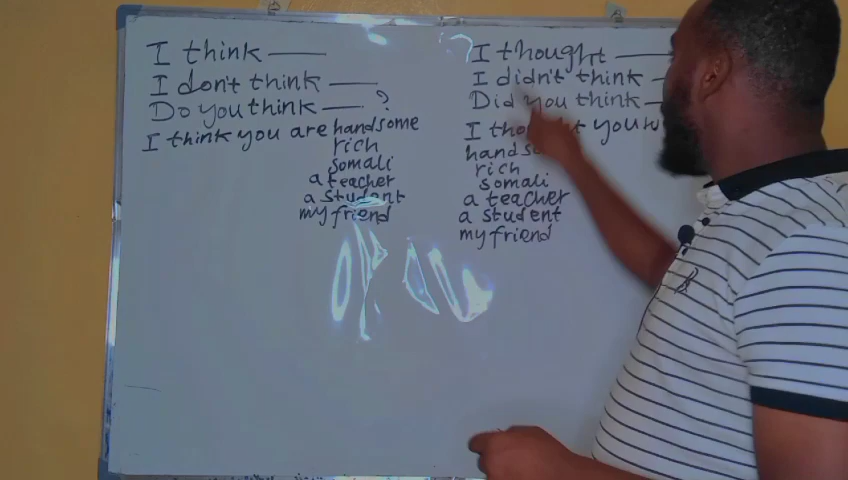 I think ——
I don't think ——
Do you think —— ?
I think you are handsome
rich
somali
a teacher
a student
my friend
I thought ——
I didn't think —
Did you think —
I you
rich
somali
a teacher
a student
my friend